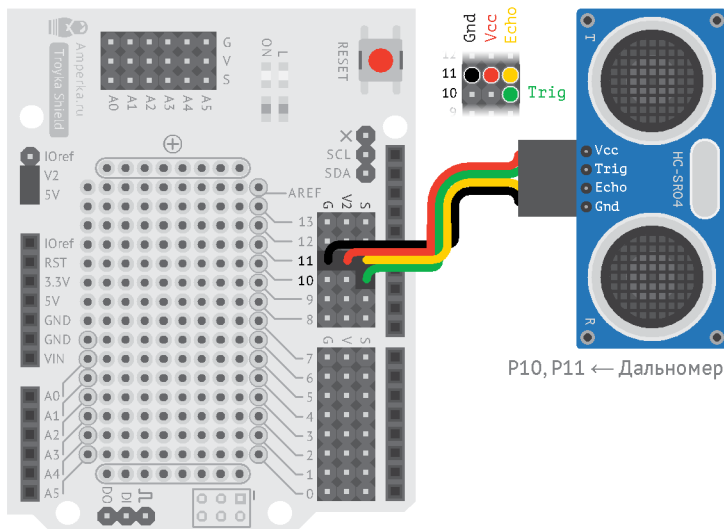 Amperka.ru
Troyka Shield
G
V
S
A0
A1
A2
A3
A4
A5
ON
L
RESET
Gnd
Vcc
Echo
12
11
10
9
Trig
T
Vcc
Trig
Echo
Gnd
HC-SR04
R
IOref
V2
5V
X
SCL
SDA
AREF
G
V2
S
13
12
11
10
9
8
IOref
RST
3.3V
5V
GND
GND
VIN
G
V
S
7
6
5
4
3
2
1
0
A0
A1
A2
A3
A4
A5
DO
DI
P10, P11 ← Дальномер